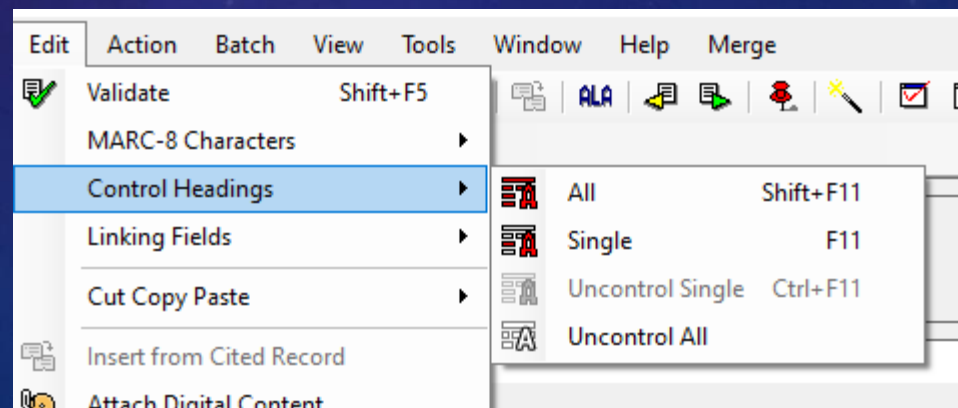 Edit Action Batch View Tools Window Help Merge
Validate Shift+F5
ALA
MARC-8 Characters
Control Headings
All Shift+F11
Linking Fields
Single F11
Cut Copy Paste
Uncontrol Single Ctrl+F11
Uncontrol All
Insert from Cited Record
Attach Digital Content